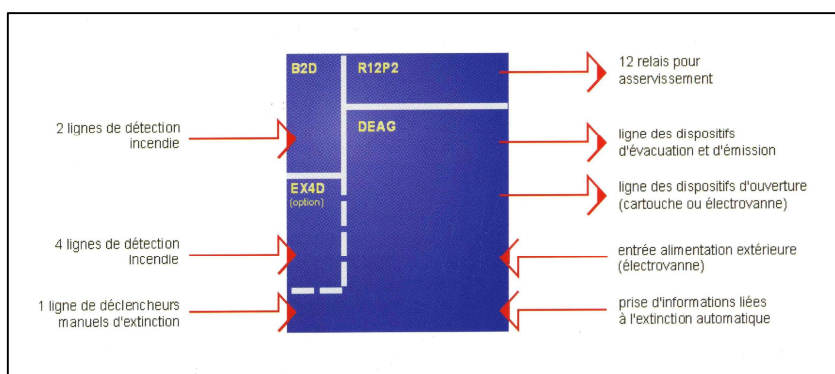 B2D
R12P2
12 relais pour
asservissement
2 lignes de détection
incendie
DEAG
ligne des dispositifs
d'évacuation et d'émission
EX4D
(option)
ligne des dispositifs d'ouverture
(cartouche ou électrovanne)
4 lignes de détection
Incendie
entrée alimentation extérieure
(électrovanne)
1 ligne de déclencheurs
manuels d'extinction
prise d'informations liées
à l'extinction automatique